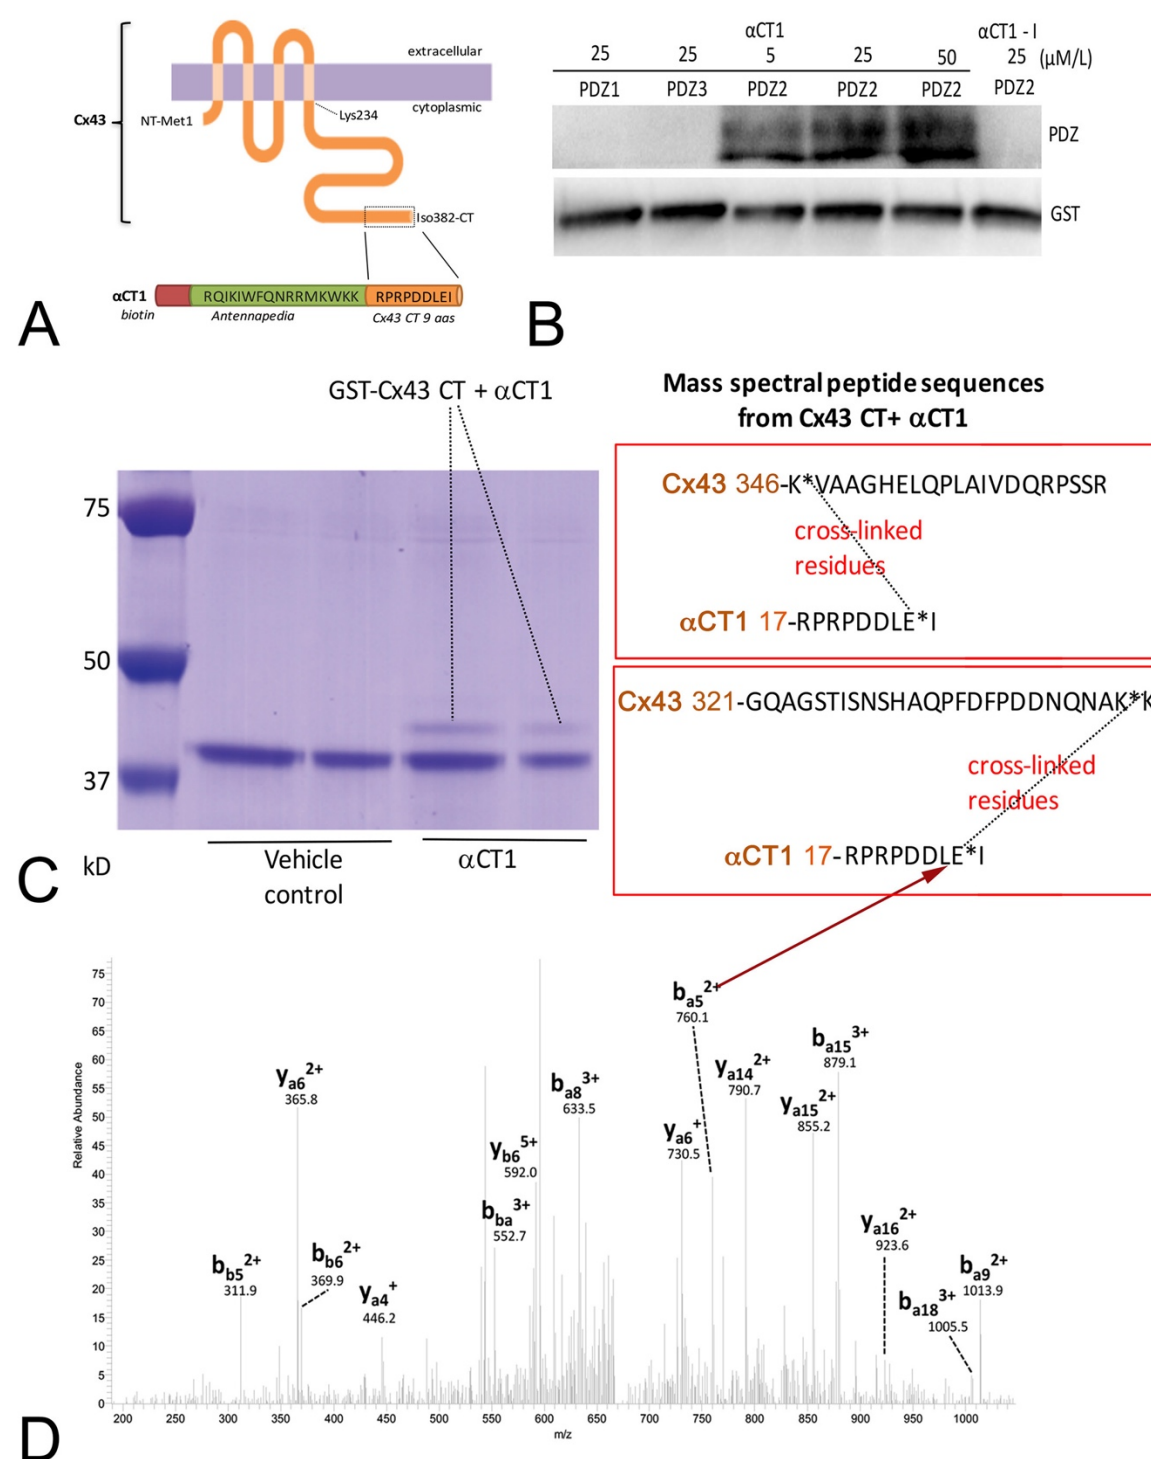 extracellular
cytoplasmic
Cx43
NT-Met1
Lys234
Iso382-CT
αCT1
RQIKIWFQNRRMKWKK
RPRPDDLEI
biotin
Antennapedia
Cx43 CT 9 aas
A
αCT1
αCT1 - I
25 25 5 25 50 25 (μM/L)
PDZ1 PDZ3 PDZ2 PDZ2 PDZ2 PDZ2
PDZ
GST
B
GST-Cx43 CT + αCT1
75
50
37
kD
Vehicle
control
αCT1
C
Mass spectral peptide sequences
from Cx43 CT+ αCT1
Cx43 346-K*VAAGHELQPLAIVDQRPSSR
cross-linked
residues
αCT1 17-RPRPDDLE*I
Cx43 321-GQAGSTISNSHAQPFDFPDDNQNAK*K
cross-linked
residues
αCT1 17-RPRPDDLE*I
Relative Abundance
75
70
65
60
55
50
45
40
35
30
25
20
15
10
5
0
bb5 2+
311.9
ya6 2+
365.8
bb6 2+
369.9
ya4 +
446.2
yb6 5+
592.0
bba 3+
552.7
ba8 3+
633.5
ba5 2+
760.1
ya6 +
730.5
ya14 2+
790.7
ya15 2+
855.2
ba15 3+
879.1
ya16 2+
923.6
ba18 3+
1005.5
ba9 2+
1013.9
200 250 300 350 400 450 500 550 600 650 700 750 800 850 900 950 1000
m/z
D